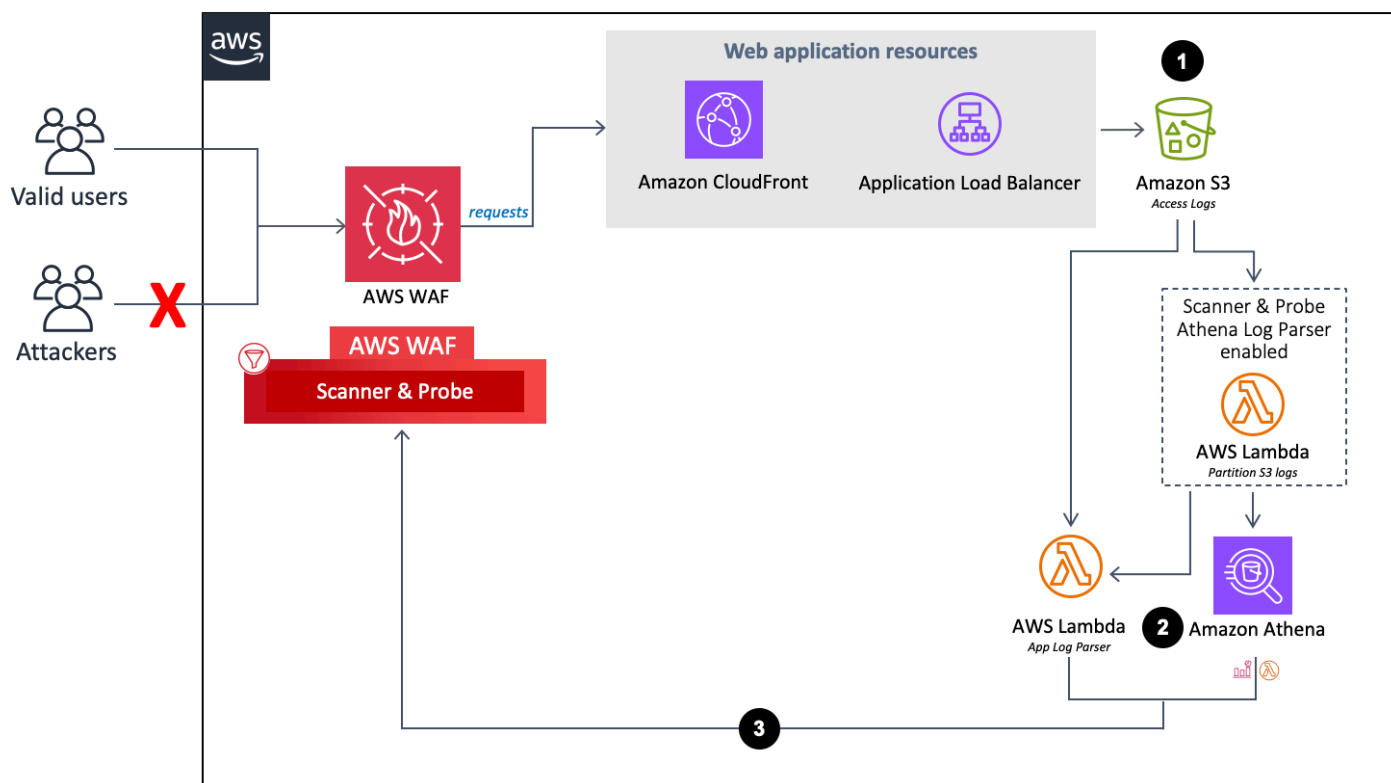 aws
Web application resources
1
Valid users
requests
Amazon CloudFront
Application Load Balancer
Amazon S3
Access Logs
AWS WAF
Attackers
X
Scanner & Probe
Athena Log Parser
enabled
AWS WAF
Scanner & Probe
AWS Lambda
Partition S3 logs
AWS Lambda
App Log Parser
2
Amazon Athena
3